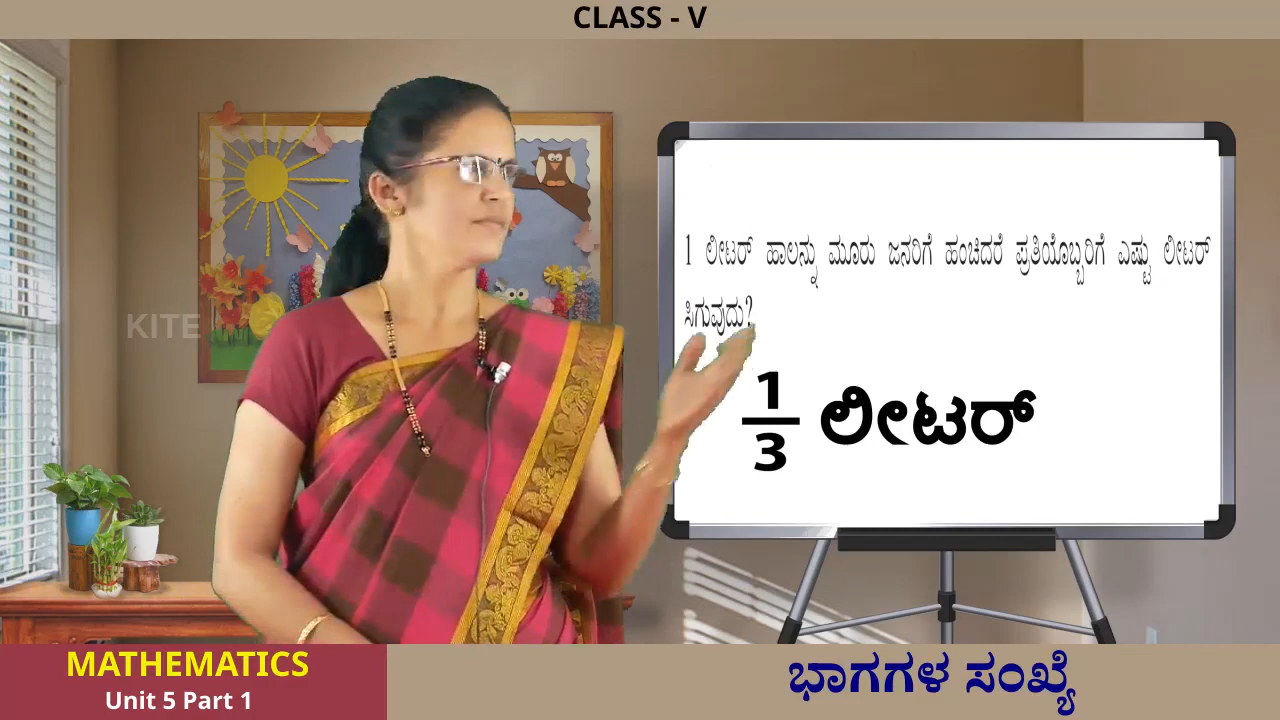 CLASS - V
1 ಲೀಟರ್ ಹಾಲನ್ನು ಮೂರು ಜನರಿಗೆ ಹಂಚಿದರೆ ಪ್ರತಿಯೊಬ್ಬರಿಗೆ ಎಷ್ಟು ಲೀಟರ್
ಸಿಗುವುದು?
KITE
1/3 ಲೀಟರ್
MATHEMATICS
Unit 5 Part 1
ಭಾಗಗಳ ಸಂಖ್ಯೆ